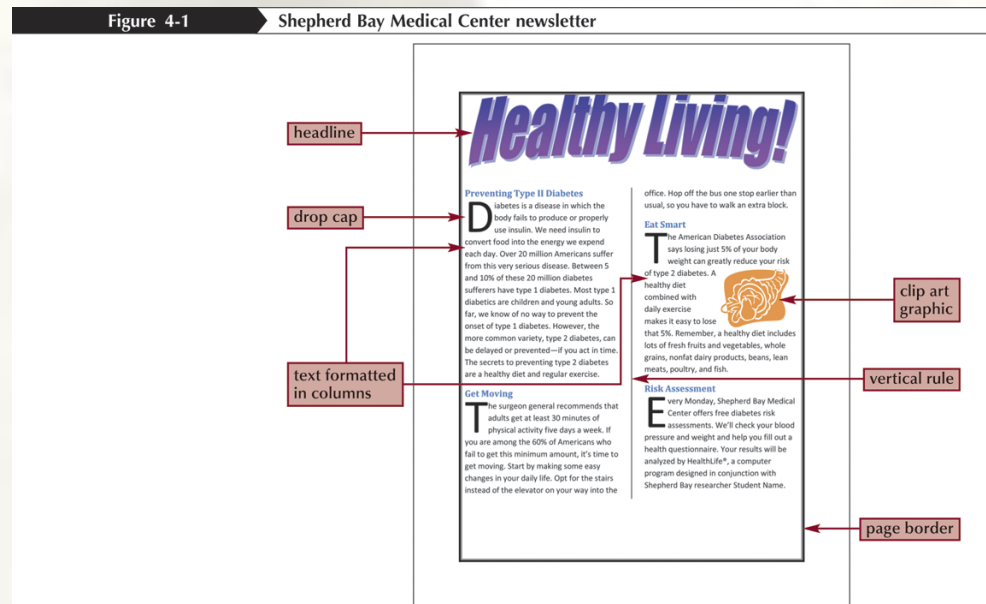 Figure 4-1
Shepherd Bay Medical Center newsletter
headline
drop cap
text formatted
in columns
Healthy Living!
Preventing Type II Diabetes
Diabetes is a disease in which the
body fails to produce or properly
use insulin. We need insulin to
convert food into the energy we expend
each day. Over 20 million Americans suffer
from this very serious disease. Between 5
and 10% of these 20 million diabetes
sufferers have type 1 diabetes. Most type 1
diabetics are children and young adults. So
far, we know of no way to prevent the
onset of type 1 diabetes. However, the
more common variety, type 2 diabetes, can
be delayed or prevented—if you act in time.
The secrets to preventing type 2 diabetes
are a healthy diet and regular exercise.
Get Moving
The surgeon general recommends that
adults get at least 30 minutes of
physical activity five days a week. If
you are among the 60% of Americans who
fail to get this minimum amount, it's time to
get moving. Start by making some easy
changes in your daily life. Opt for the stairs
instead of the elevator on your way into the
office. Hop off the bus one stop earlier than
usual, so you have to walk an extra block.
Eat Smart
The American Diabetes Association
says losing just 5% of your body
weight can greatly reduce your risk
of type 2 diabetes. A
healthy diet
combined with
daily exercise
makes it easy to lose
that 5%. Remember, a healthy diet includes
lots of fresh fruits and vegetables, whole
grains, nonfat dairy products, beans, lean
meats, poultry, and fish.
Risk Assessment
Every Monday, Shepherd Bay Medical
Center offers free diabetes risk
assessments. We'll check your blood
pressure and weight and help you fill out a
health questionnaire. Your results will be
analyzed by HealthLife®, a computer
program designed in conjunction with
Shepherd Bay researcher Student Name.
clip art
graphic
vertical rule
page border